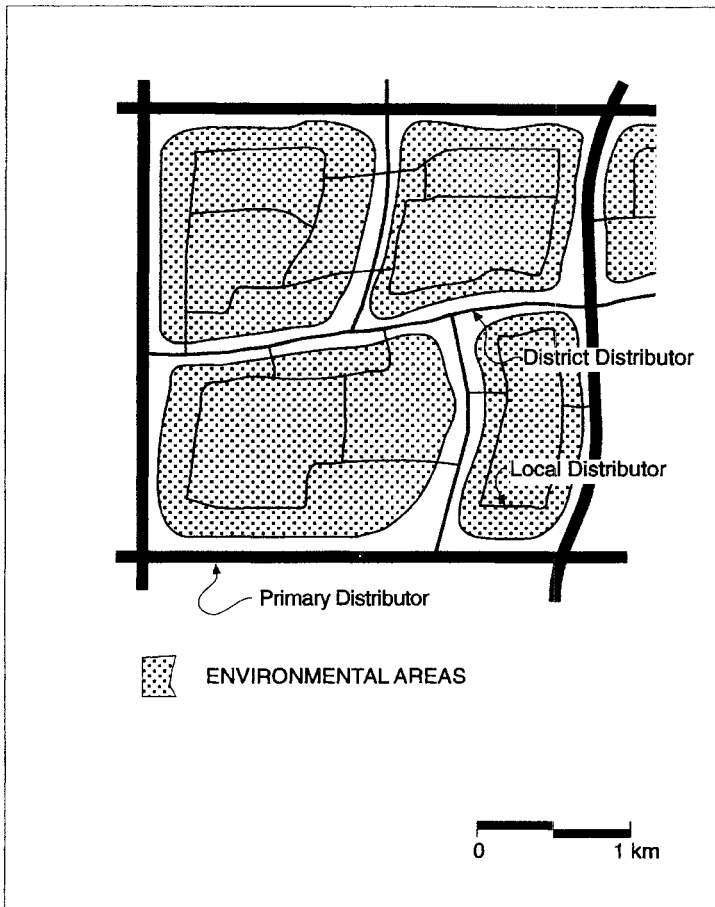 District Distributor
Local Distributor
Primary Distributor
ENVIRONMENTAL AREAS
0 1 km